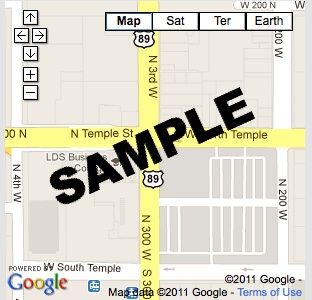 W 200 N
Map Sat Ter Earth
89
N 3rd W
200 W
00 N
N Temple St
W North Temple
SAMPLE
LDS Business
College
N 4th W
89
N 300 W
N 200 W
W South Temple
S 3
POWERED BY
Google
©2011 Google -
Map data ©2011 Google - Terms of Use